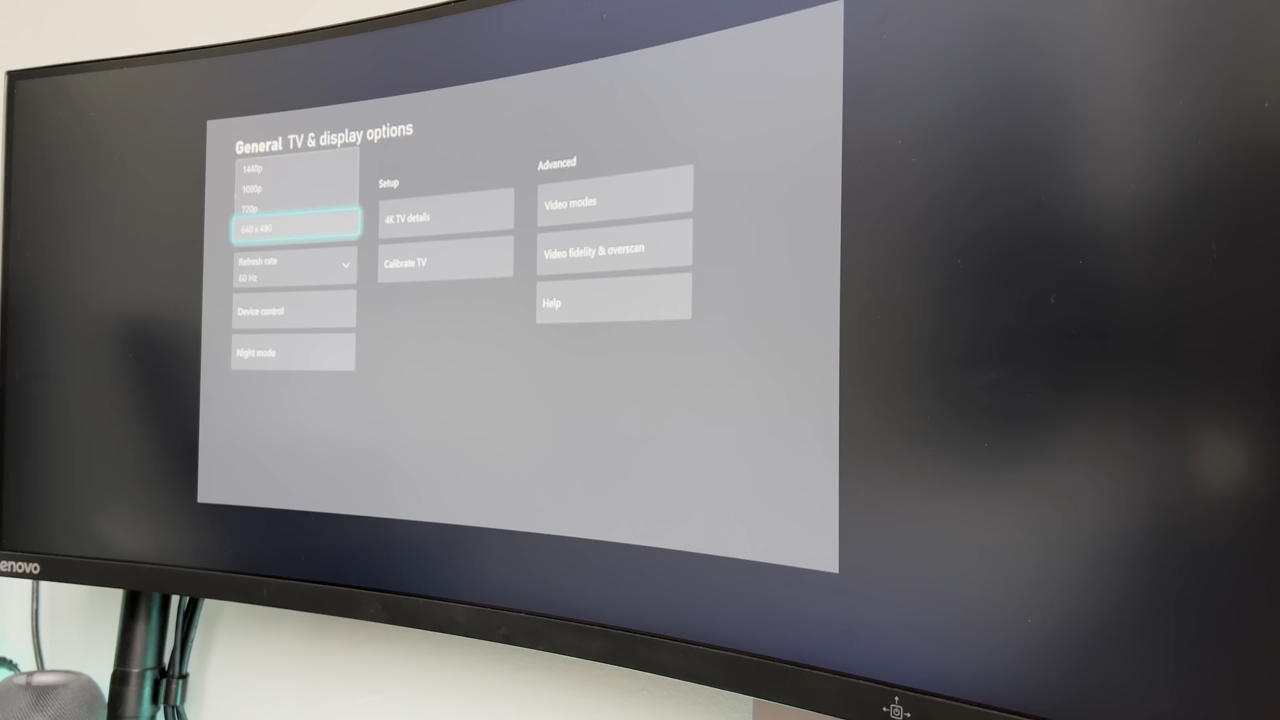 General TV & display options
1440p
1080p
720p
640 x 480
Refresh rate
60 Hz
Device control
Night mode
Setup
4K TV details
Calibrate TV
Advanced
Video modes
Video fidelity & overscan
Help
enovo